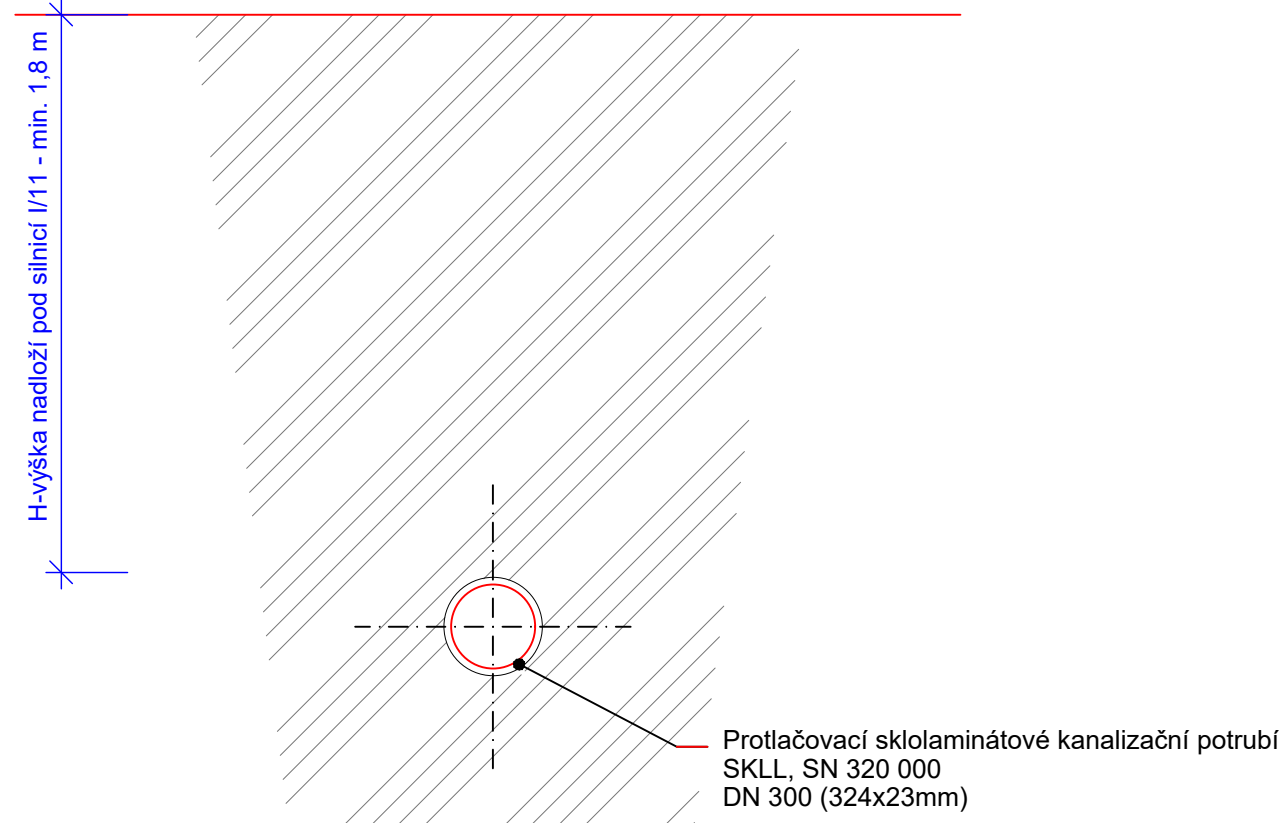 H-výška nadloží pod silnicí I/11 - min. 1,8 m
Protlačovací sklolaminátové kanalizační potrubí
SKLL, SN 320 000
DN 300 (324x23mm)